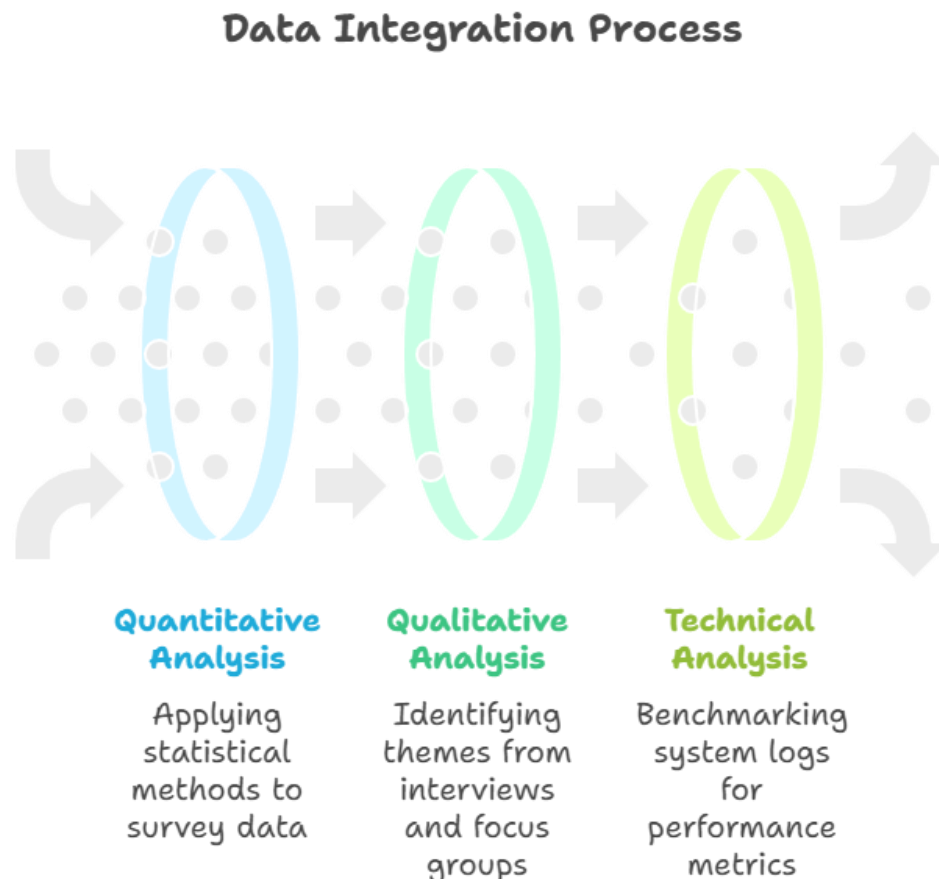 Data Integration Process
Quantitative
Analysis
Applying
statistical
methods to
survey data
Qualitative
Analysis
Identifying
themes from
interviews
and focus
groups
Technical
Analysis
Benchmarking
system logs
for
performance
metrics